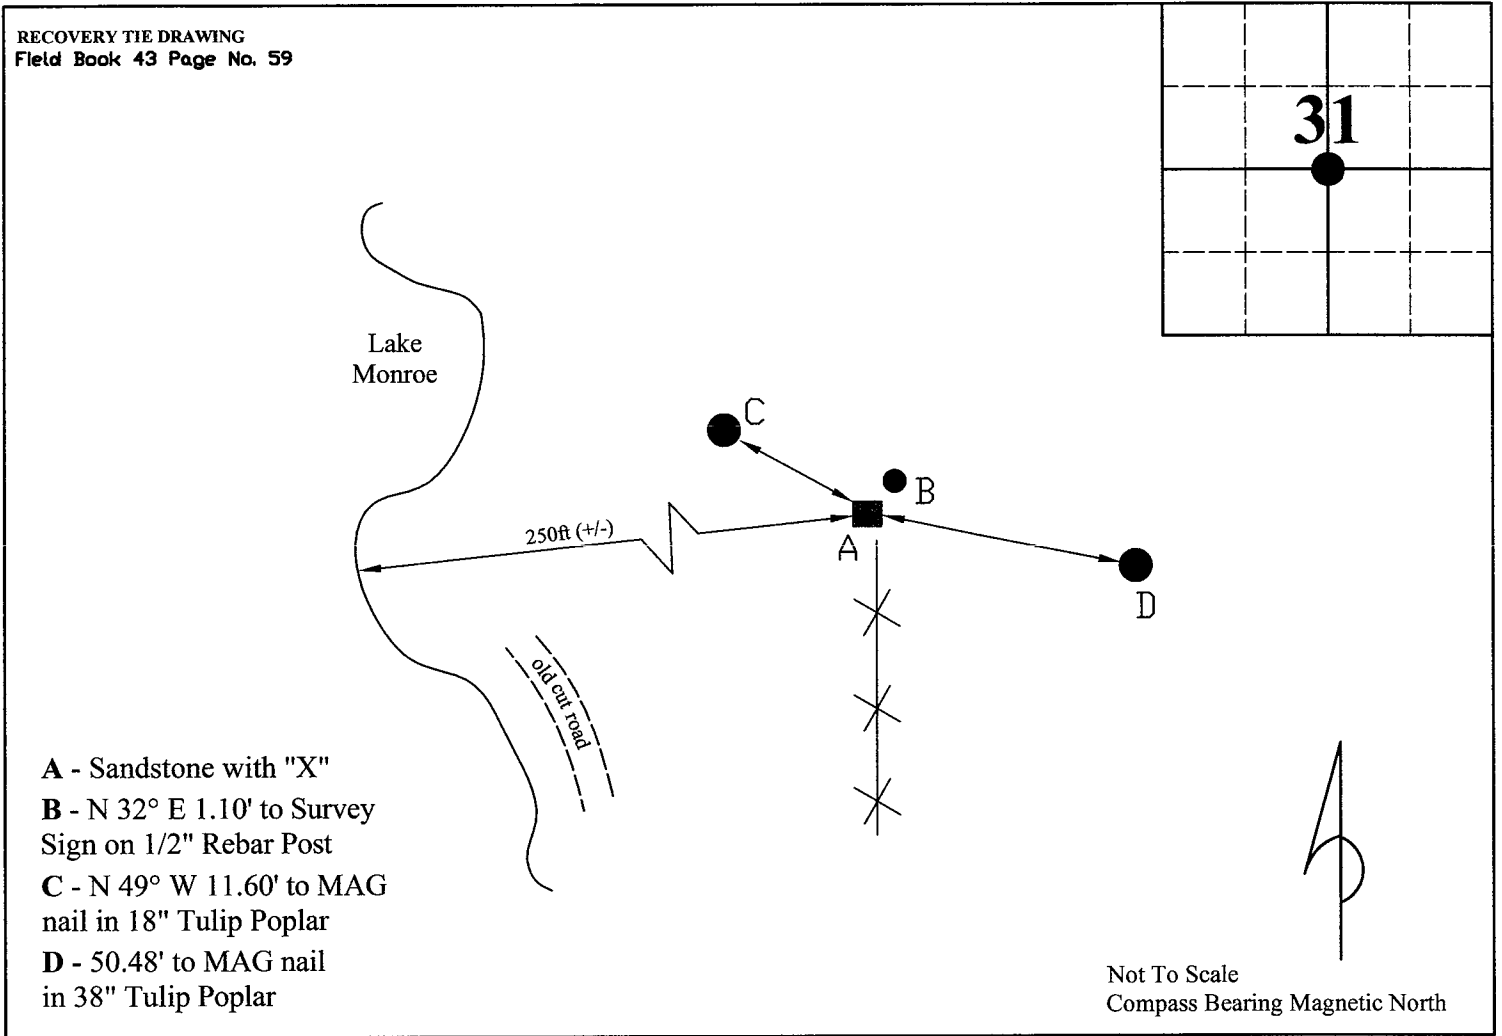 RECOVERY TIE DRAWING
Field Book 43 Page No. 59
31
Lake
Monroe
C
B
250ft (+/-)
A
D
old cut road
A - Sandstone with "X"
B - N 32° E 1.10' to Survey
Sign on 1/2" Rebar Post
C - N 49° W 11.60' to MAG
nail in 18" Tulip Poplar
D - 50.48' to MAG nail
in 38" Tulip Poplar
Not To Scale
Compass Bearing Magnetic North